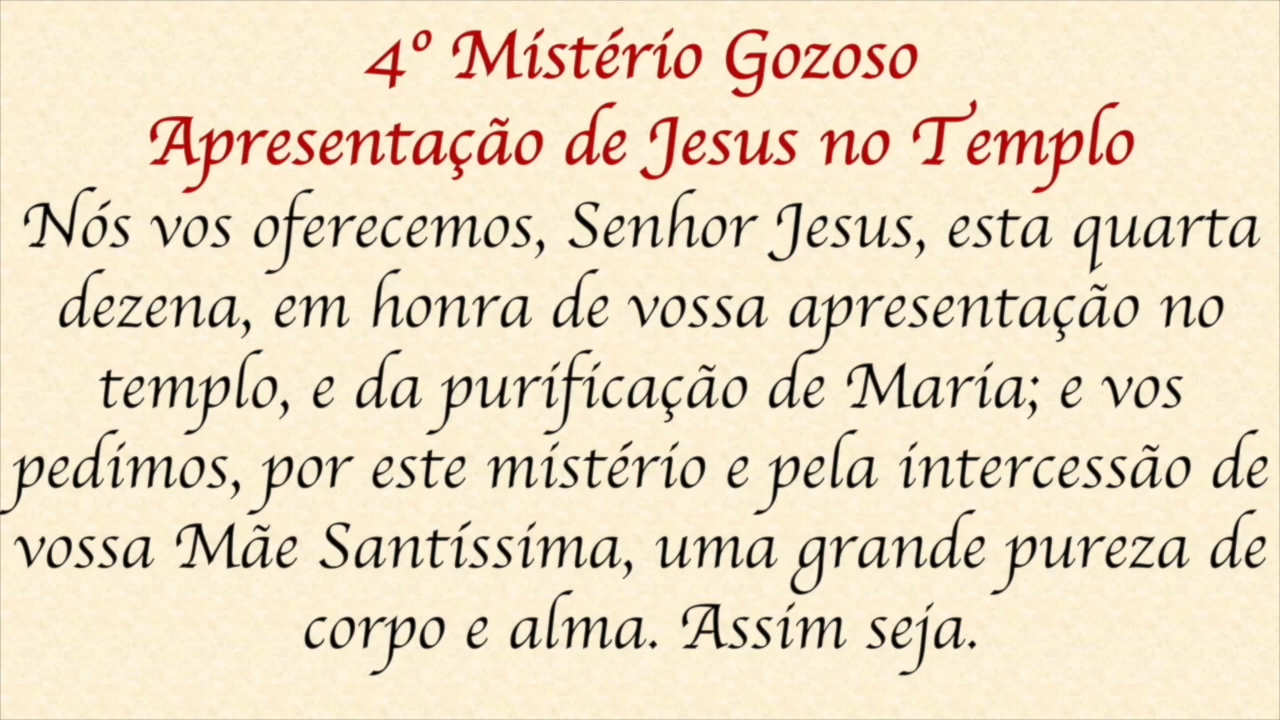 4º Mistério Gozoso
Apresentação de Jesus no Templo
Nós vos oferecemos, Senhor Jesus, esta quarta
dezena, em honra de vossa apresentação no
templo, e da purificação de Maria; e vos
pedimos, por este mistério e pela intercessão de
vossa Mãe Santíssima, uma grande pureza de
corpo e alma. Assim seja.